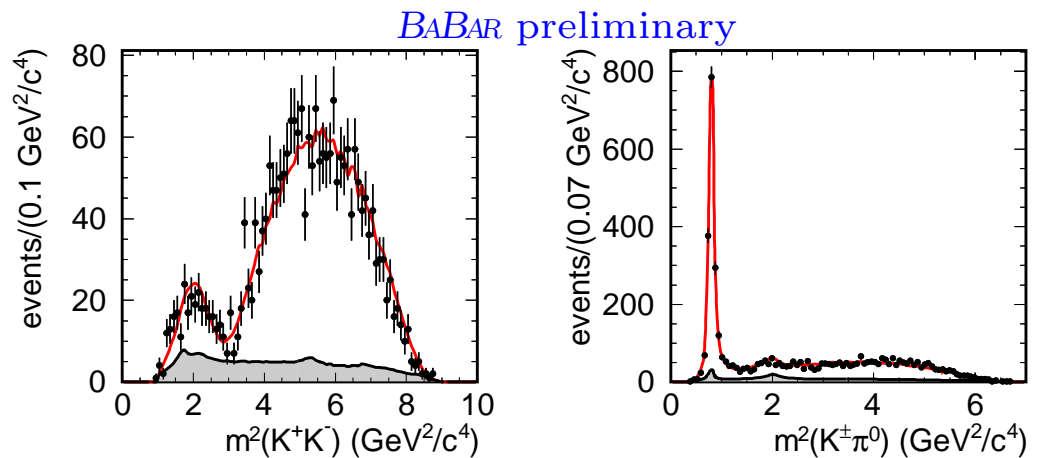 BABAR preliminary
events/(0.1 GeV²/c⁴)
80
60
40
20
0
0 2 4 6 8 10
m²(K⁺K⁻) (GeV²/c⁴)
events/(0.07 GeV²/c⁴)
800
600
400
200
0
0 2 4 6
m²(K±π⁰) (GeV²/c⁴)